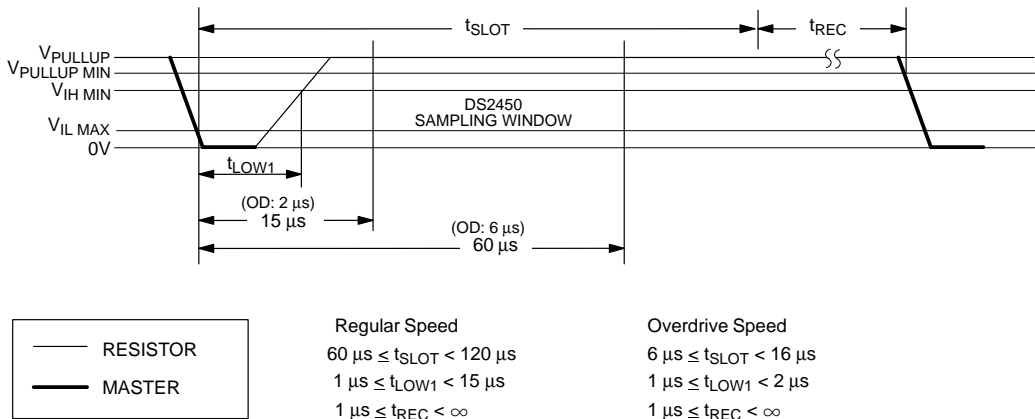 tSLOT tREC
VPULLUP
VPULLUP MIN
VIH MIN
DS2450
SAMPLING WINDOW
VIL MAX
0V
tLOW1
(OD: 2 μs)
15 μs
(OD: 6 μs)
60 μs
RESISTOR
MASTER
Regular Speed
60 μs ≤ tSLOT < 120 μs
1 μs ≤ tLOW1 < 15 μs
1 μs ≤ tREC < ∞
Overdrive Speed
6 μs ≤ tSLOT < 16 μs
1 μs ≤ tLOW1 < 2 μs
1 μs ≤ tREC < ∞